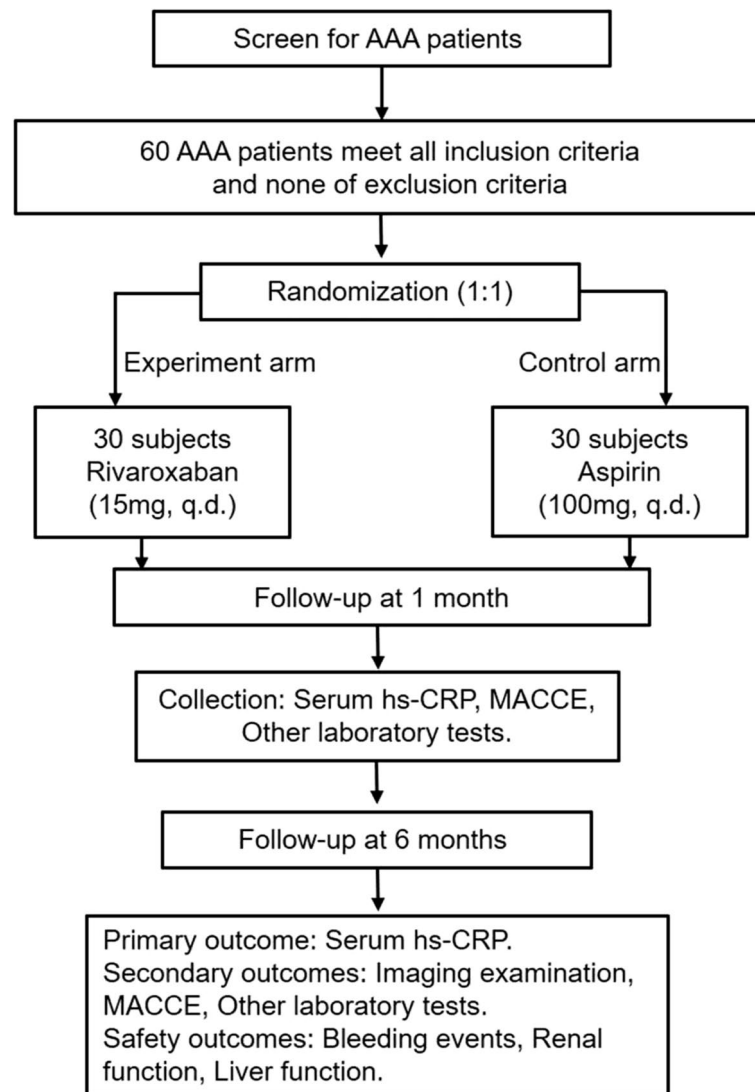 Screen for AAA patients
60 AAA patients meet all inclusion criteria
and none of exclusion criteria
Randomization (1:1)
Experiment arm
Control arm
30 subjects
Rivaroxaban
(15mg, q.d.)
30 subjects
Aspirin
(100mg, q.d.)
Follow-up at 1 month
Collection: Serum hs-CRP, MACCE,
Other laboratory tests.
Follow-up at 6 months
Primary outcome: Serum hs-CRP.
Secondary outcomes: Imaging examination,
MACCE, Other laboratory tests.
Safety outcomes: Bleeding events, Renal
function, Liver function.